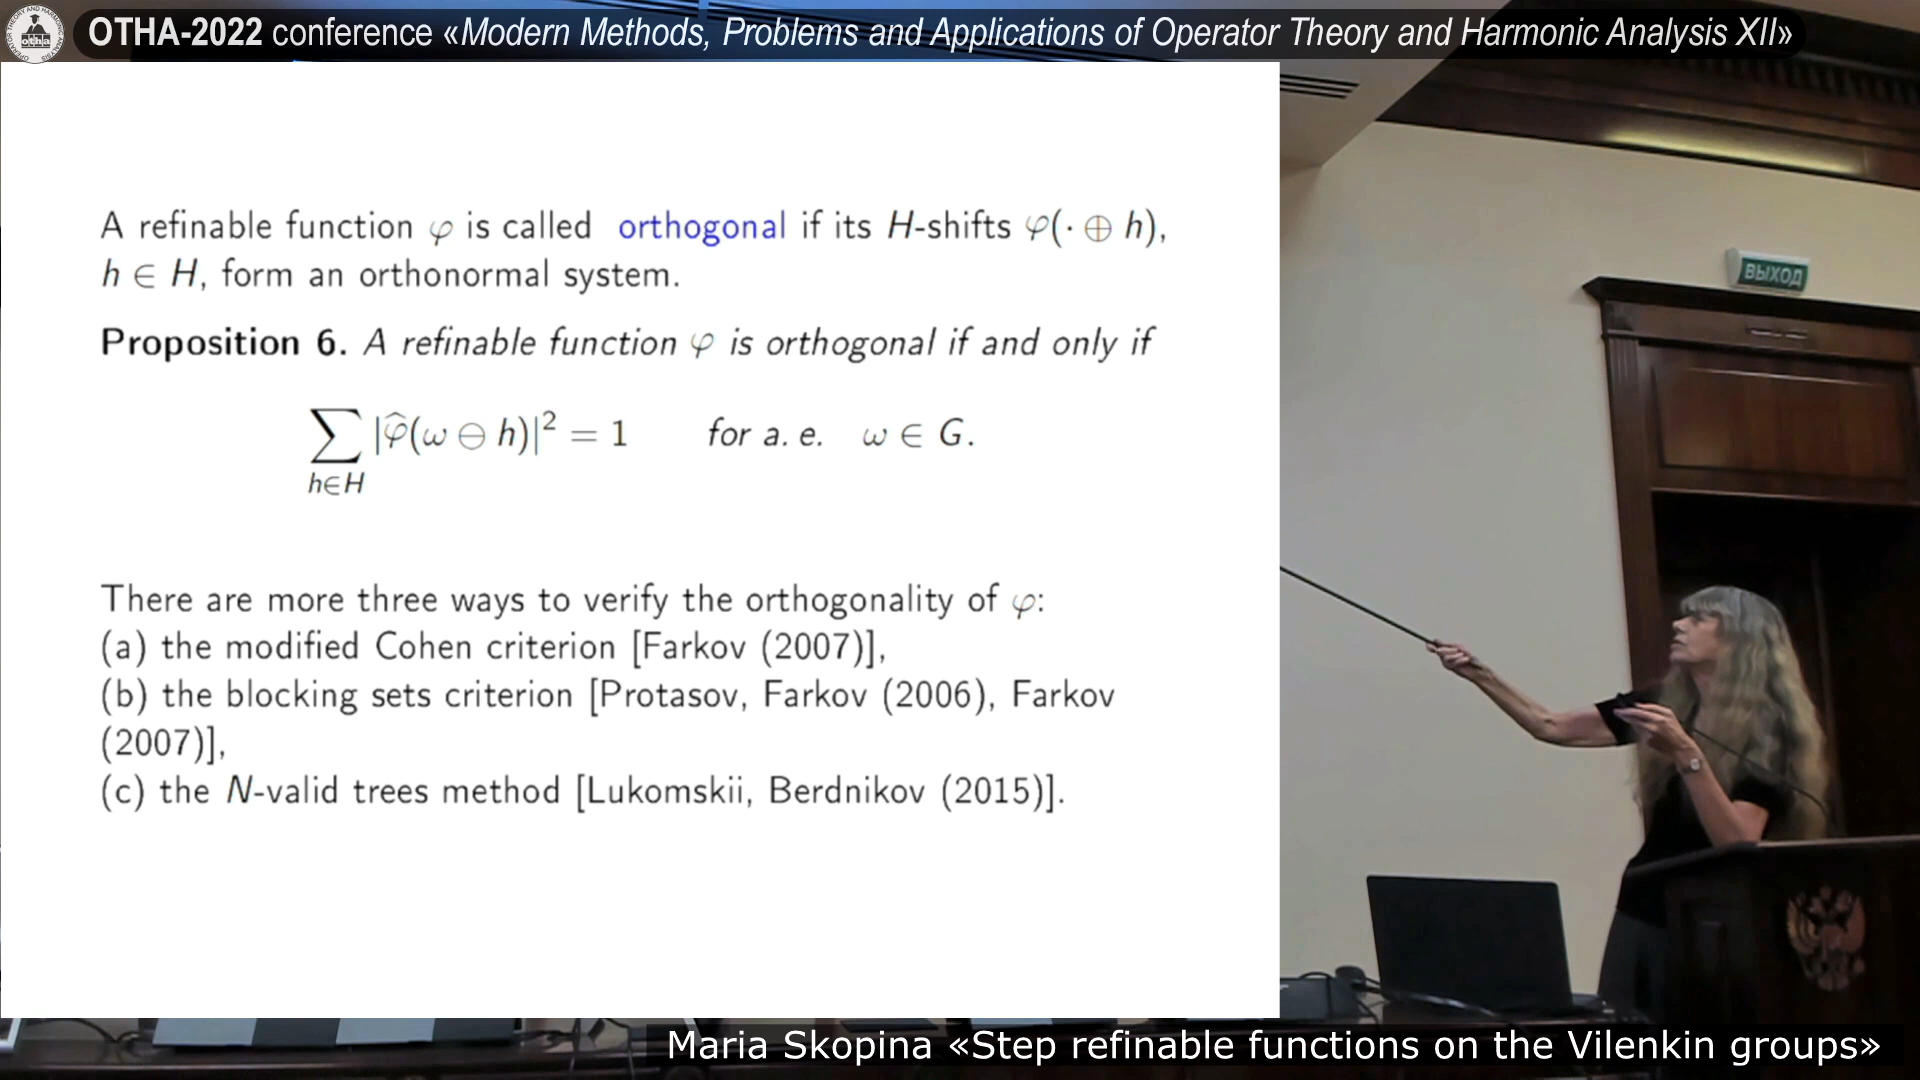 OTHA-2022 conference «Modern Methods, Problems and Applications of Operator Theory and Harmonic Analysis XII»
A refinable function φ is called orthogonal if its H-shifts φ(· ⊕ h),
h ∈ H, form an orthonormal system.
Proposition 6. A refinable function φ is orthogonal if and only if
∑_{h∈H} |φ̂(ω ⊖ h)|² = 1 for a. e. ω ∈ G.
There are more three ways to verify the orthogonality of φ:
(a) the modified Cohen criterion [Farkov (2007)],
(b) the blocking sets criterion [Protasov, Farkov (2006), Farkov
(2007)],
(c) the N-valid trees method [Lukomskii, Berdnikov (2015)].
ВЫХОД
Maria Skopina «Step refinable functions on the Vilenkin groups»